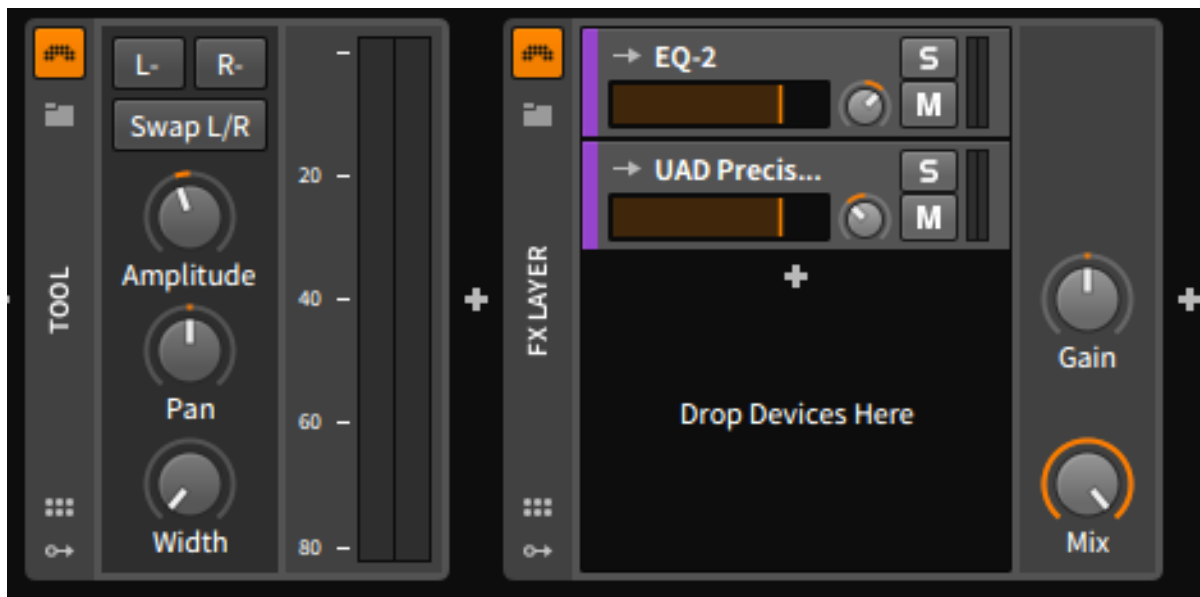 TOOL
L- R-
Swap L/R
Amplitude
Pan
Width
20
40
60
80
FX LAYER
EQ-2
S
M
UAD Precis...
S
M
Drop Devices Here
Gain
Mix